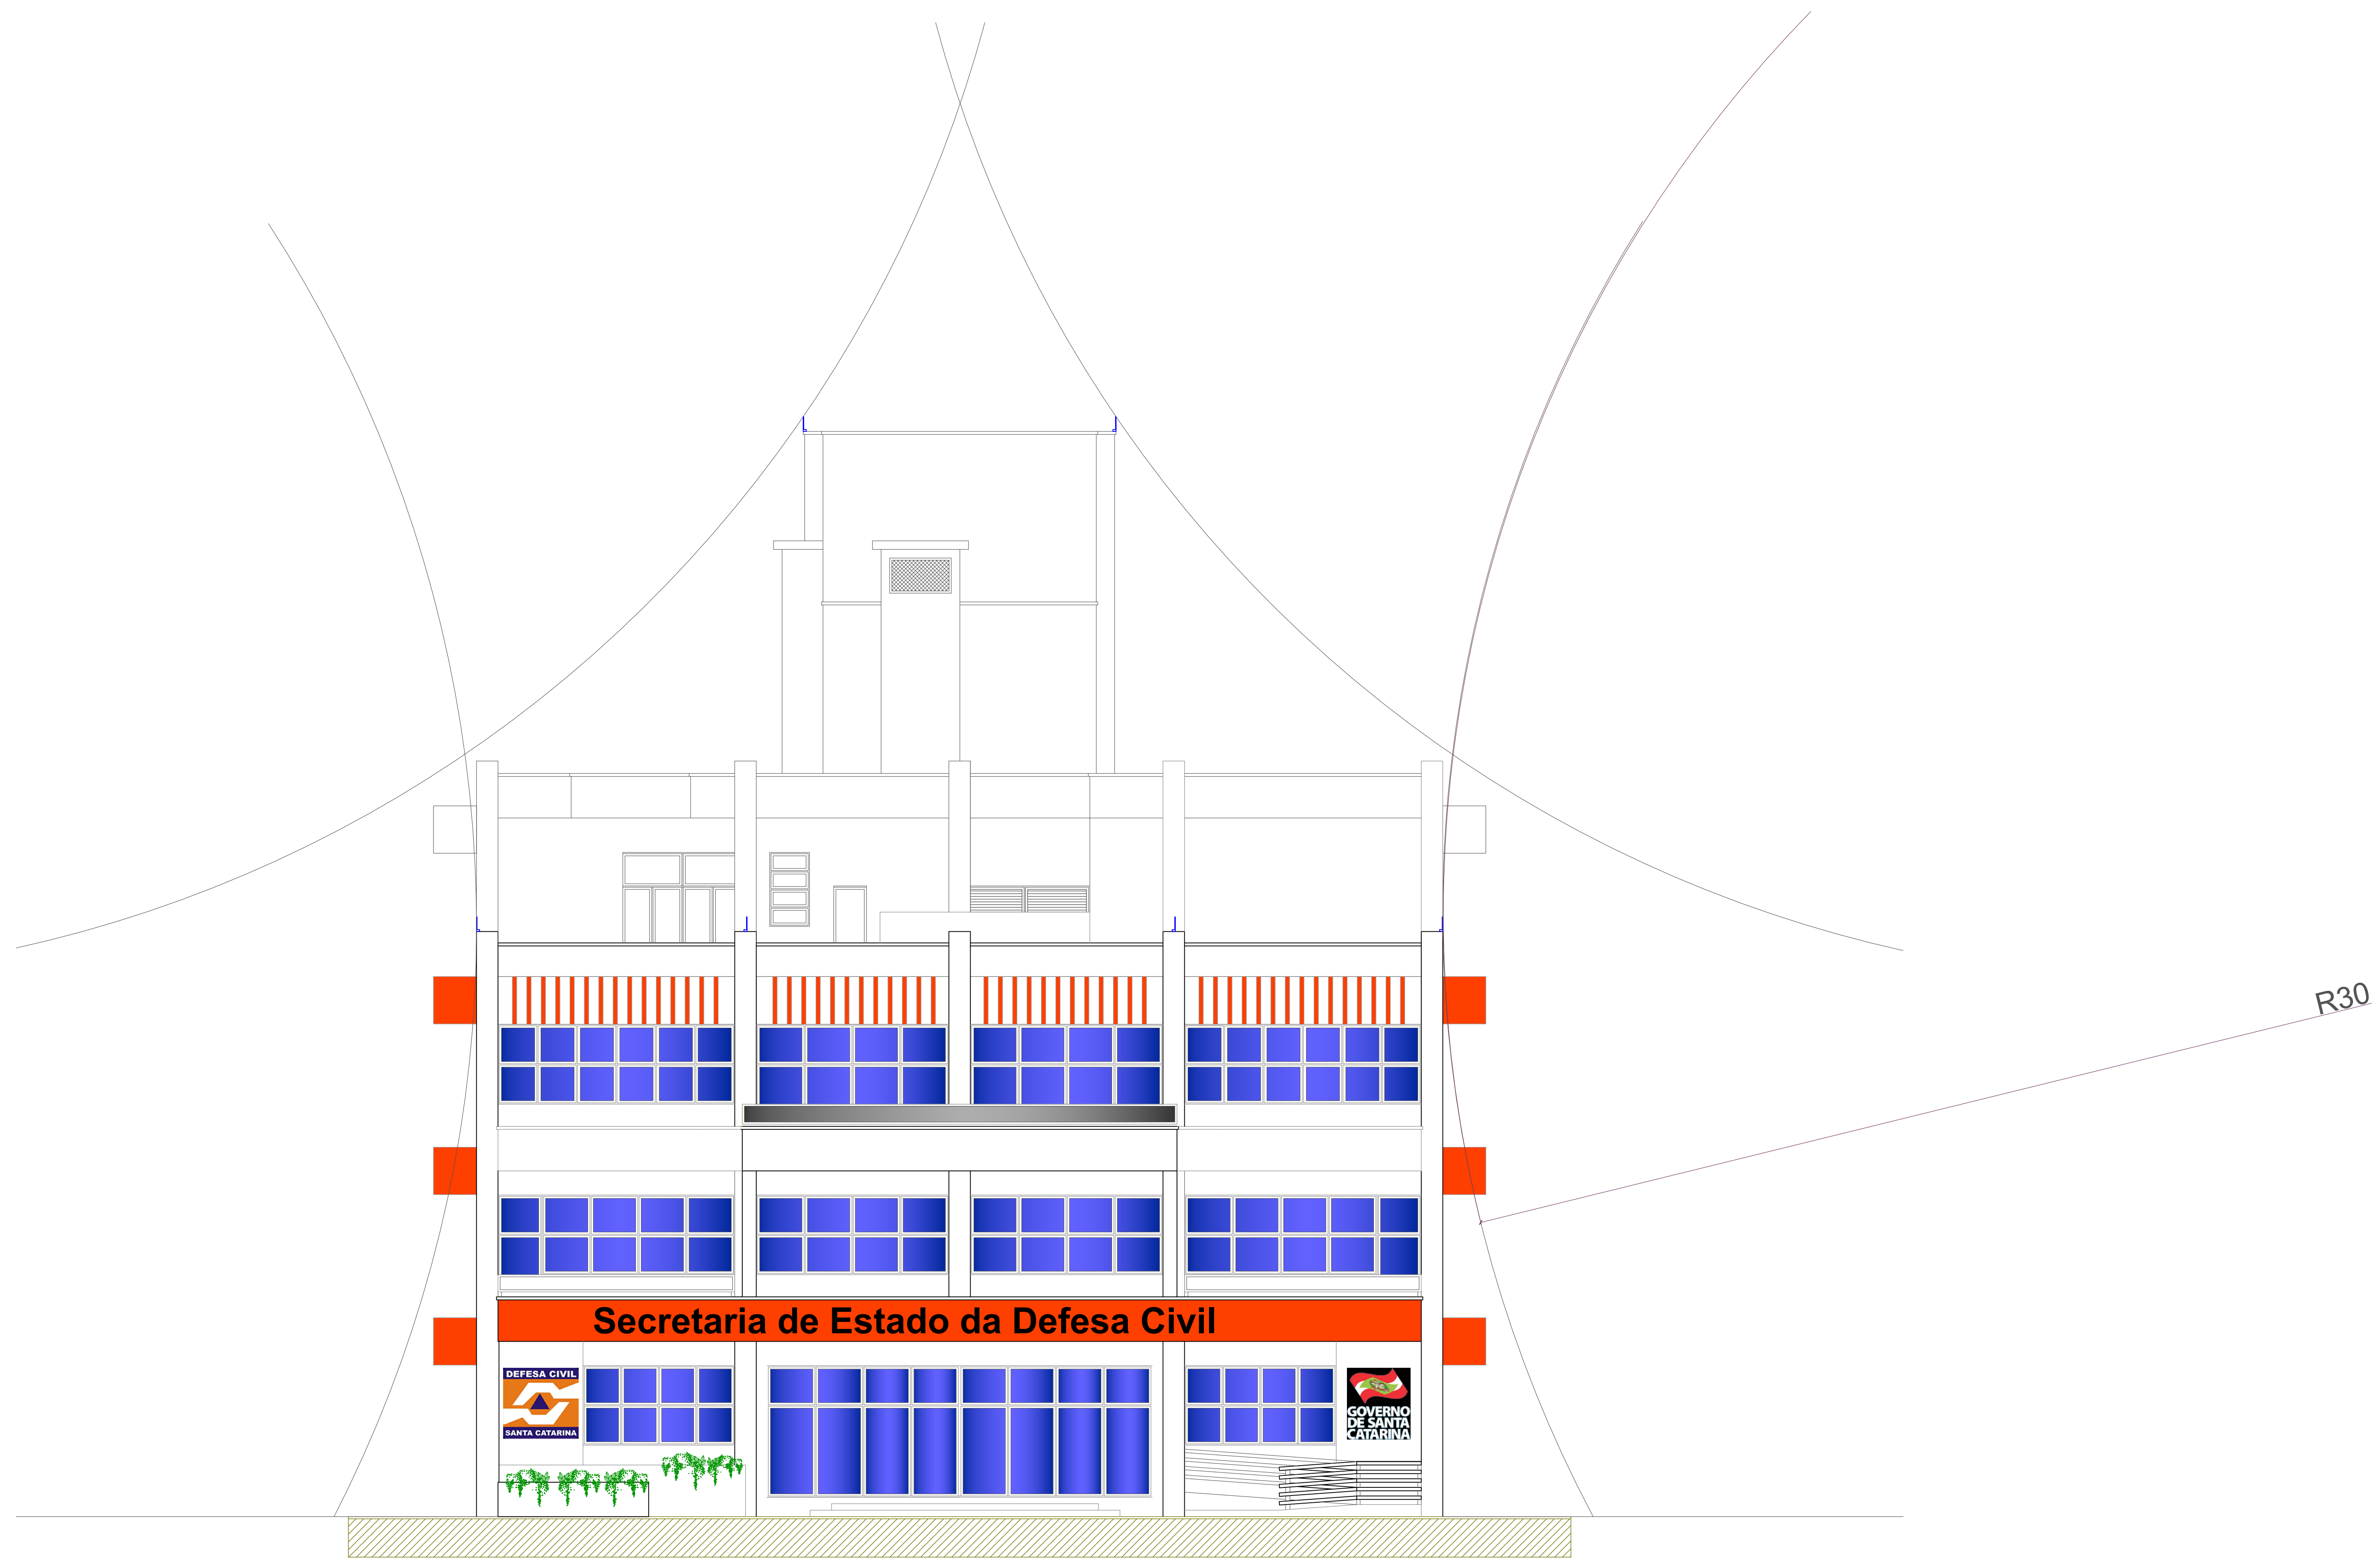 R30
Secretaria de Estado da Defesa Civil
DEFESA CIVIL
SANTA CATARINA
GOVERNO
DE SANTA
CATARINA